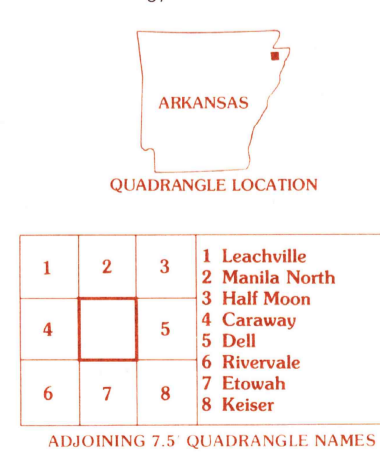 ARKANSAS
QUADRANGLE LOCATION
1 2 3
4 5
6 7 8
1 Leachville
2 Manila North
3 Half Moon
4 Caraway
5 Dell
6 Rivervale
7 Etowah
8 Keiser
ADJOINING 7.5' QUADRANGLE NAMES